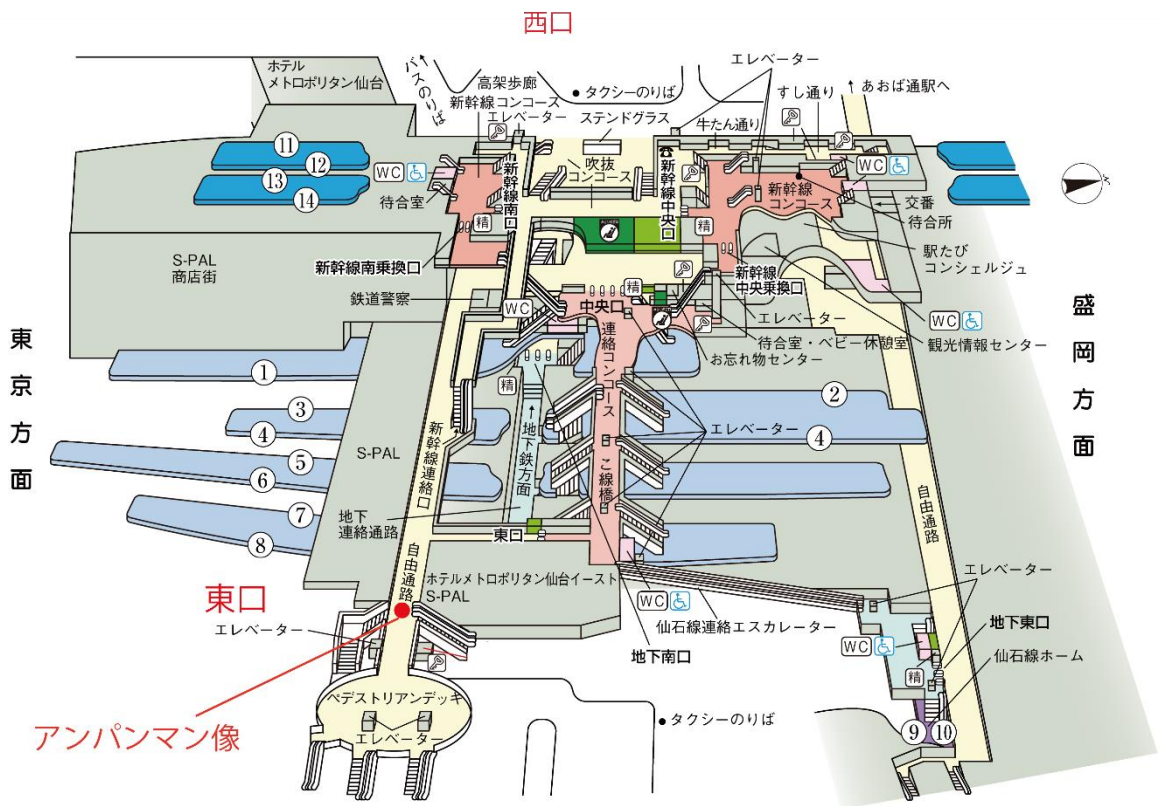 西口
ホテル
メトロポリタン仙台
バスのりば
高架歩廊
新幹線コンコース
エレベーター
タクシーのりば
ステンドグラス
エレベーター
すし通り
あおば通駅へ
牛たん通り
吹抜
コンコース
新幹線南口
新幹線中央口
新幹線
コンコース
11
12
13
14
WC
待合室
精
精
WC
交番
待合所
駅たび
コンシェルジュ
S-PAL
商店街
新幹線南乗換口
鉄道警察
WC
中央口
精
新幹線
中央乗換口
エレベーター
待合室・ベビー休憩室
お忘れ物センター
WC
観光情報センター
東京方面
盛岡方面
1
2
3
4
4
5
6
7
8
精
連絡コンコース
エレベーター
こ線橋
地下鉄方面
S-PAL
新幹線連絡口
地下
連絡通路
東口
自由通路
自由通路
ホテルメトロポリタン仙台イースト
S-PAL
東口
エレベーター
WC
仙石線連絡エスカレーター
地下南口
エレベーター
地下東口
WC
仙石線ホーム
精
9
10
ペデストリアンデッキ
エレベーター
タクシーのりば
アンパンマン像